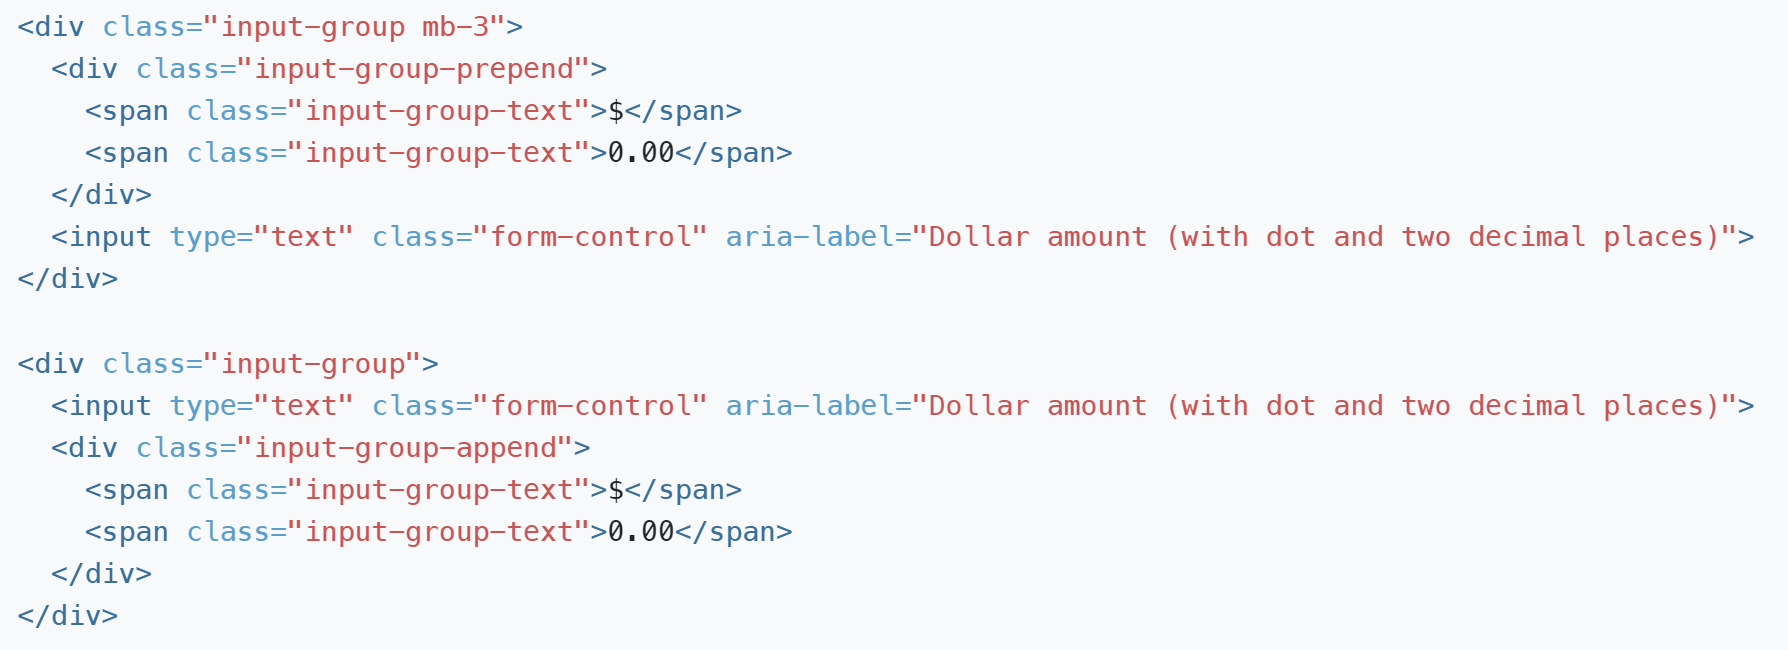 <div class="input-group mb-3">
  <div class="input-group-prepend">
    <span class="input-group-text">$</span>
    <span class="input-group-text">0.00</span>
  </div>
  <input type="text" class="form-control" aria-label="Dollar amount (with dot and two decimal places)">
</div>

<div class="input-group">
  <input type="text" class="form-control" aria-label="Dollar amount (with dot and two decimal places)">
  <div class="input-group-append">
    <span class="input-group-text">$</span>
    <span class="input-group-text">0.00</span>
  </div>
</div>